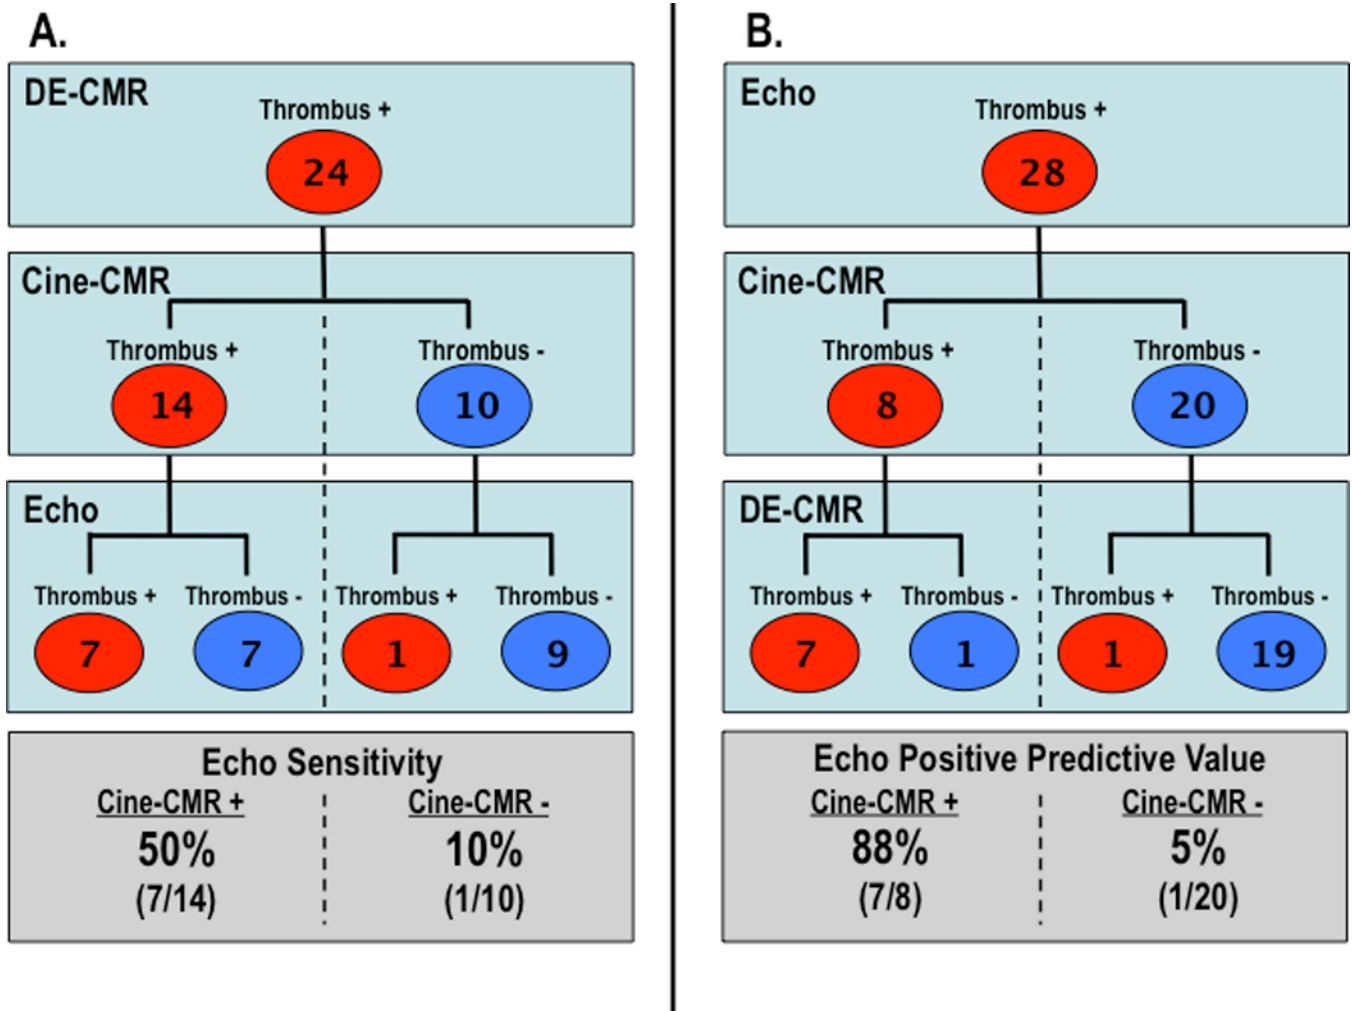 A.
DE-CMR
Thrombus +
24
Cine-CMR
Thrombus + Thrombus -
14 10
Echo
Thrombus + Thrombus - Thrombus + Thrombus -
7 7 1 9
Echo Sensitivity
Cine-CMR + Cine-CMR -
50% 10%
(7/14) (1/10)
B.
Echo
Thrombus +
28
Cine-CMR
Thrombus + Thrombus -
8 20
DE-CMR
Thrombus + Thrombus - Thrombus + Thrombus -
7 1 1 19
Echo Positive Predictive Value
Cine-CMR + Cine-CMR -
88% 5%
(7/8) (1/20)